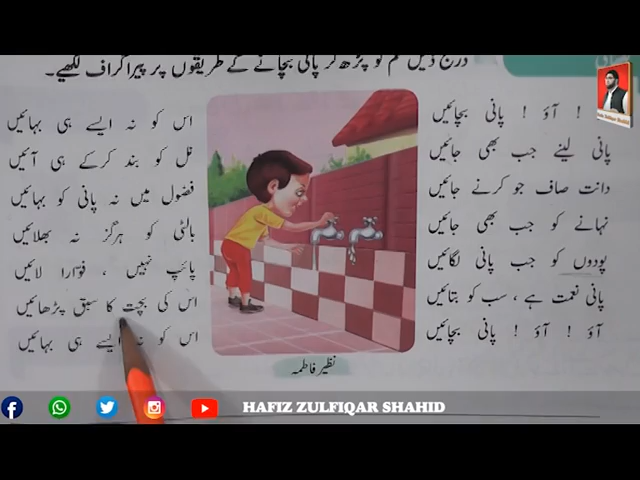 درج ذیل نظم کو پڑھ کر پانی بچانے کے طریقوں پر پیراگراف لکھیے۔
! آؤ ! پانی بچائیں
اس کو نہ ایسے ہی بہائیں
پانی لینے جب بھی جائیں
نل کو بند کرکے ہی آئیں
دانت صاف جو کرنے جائیں
فضول میں نہ پانی کو بہائیں
نہانے کو جب بھی جائیں
بالٹی کو ہرگز نہ بھلائیں
پودوں کو جب پانی لگائیں
پائپ نہیں ، فوّارا لائیں
پانی نعمت ہے ، سب کو بتائیں
اس کی بچت کا سبق پڑھائیں
آؤ ! آؤ ! پانی بچائیں
اس کو نہ ایسے ہی بہائیں
نظیر فاطمہ
HAFIZ ZULFIQAR SHAHID